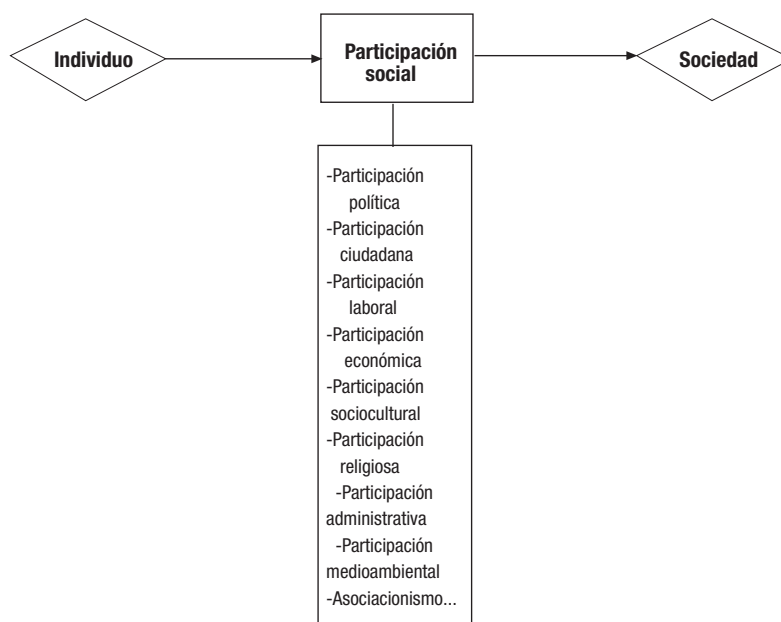 Individuo
Participación
social
Sociedad
-Participación
política
-Participación
ciudadana
-Participación
laboral
-Participación
económica
-Participación
sociocultural
-Participación
religiosa
-Participación
administrativa
-Participación
medioambiental
-Asociacionismo...